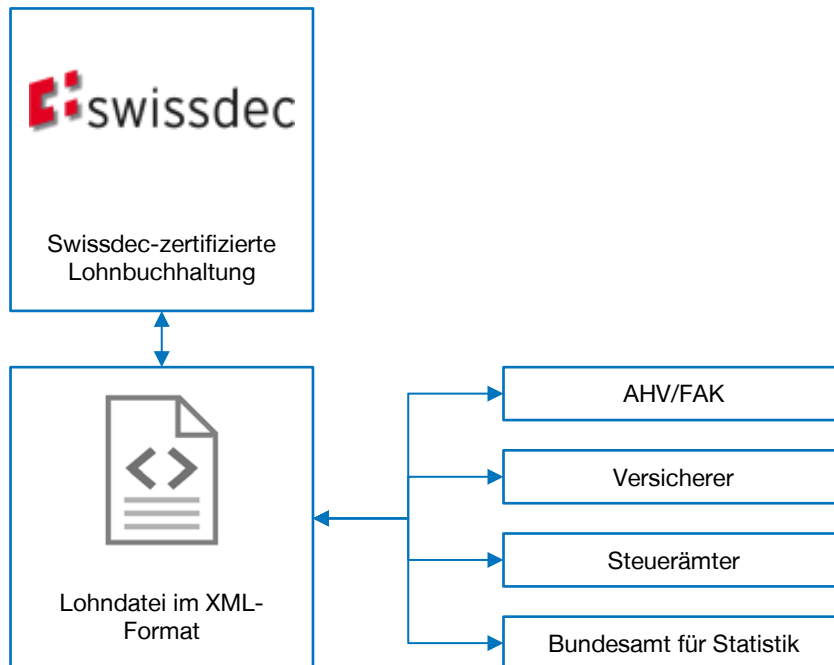 swissdec
Swissdec-zertifizierte
Lohnbuchhaltung
Lohndatei im XML-
Format
AHV/FAK
Versicherer
Steuerämter
Bundesamt für Statistik